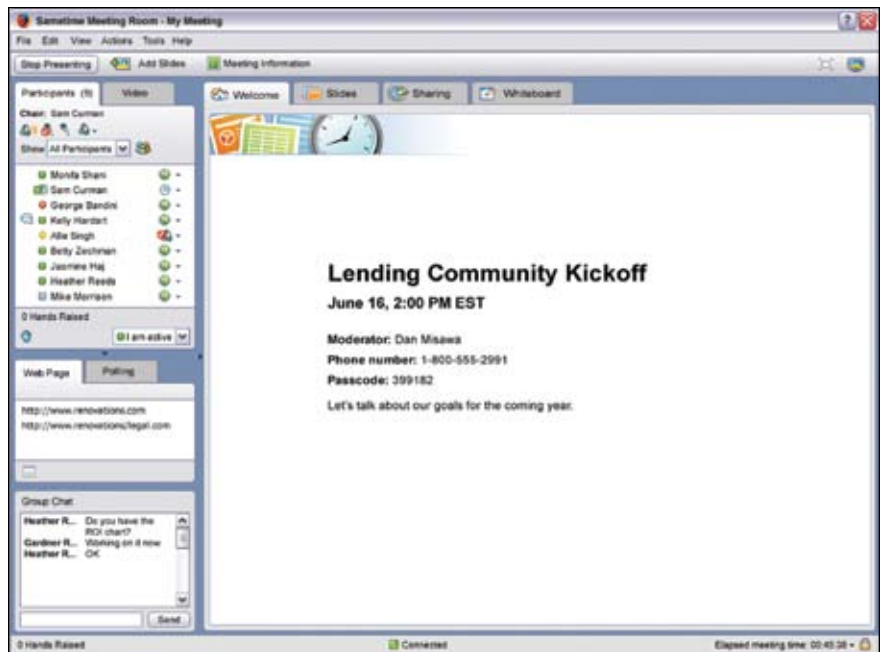 Sametime Meeting Room - My Meeting
File Edit View Actions Tools Help
Stop Presenting Add Slides Meeting Information
Participants (9) Video
Chair: Sam Curman
Show All Participants
Monifa Shani
Sam Curman
George Bandini
Kelly Hardart
Allie Singh
Betty Zechman
Jasmine Haj
Heather Reeds
Mike Morrison
0 Hands Raised
I am active
Web Page Polling
http://www.renovations.com
http://www.renovations/legal.com
Group Chat
Heather R... Do you have the
ROI chart?
Gardner R... Working on it now
Heather R... OK
Send
Welcome Slides Sharing Whiteboard
Lending Community Kickoff
June 16, 2:00 PM EST
Moderator: Dan Misawa
Phone number: 1-800-555-2991
Passcode: 399182
Let's talk about our goals for the coming year.
0 Hands Raised Connected Elapsed meeting time: 00:45:38